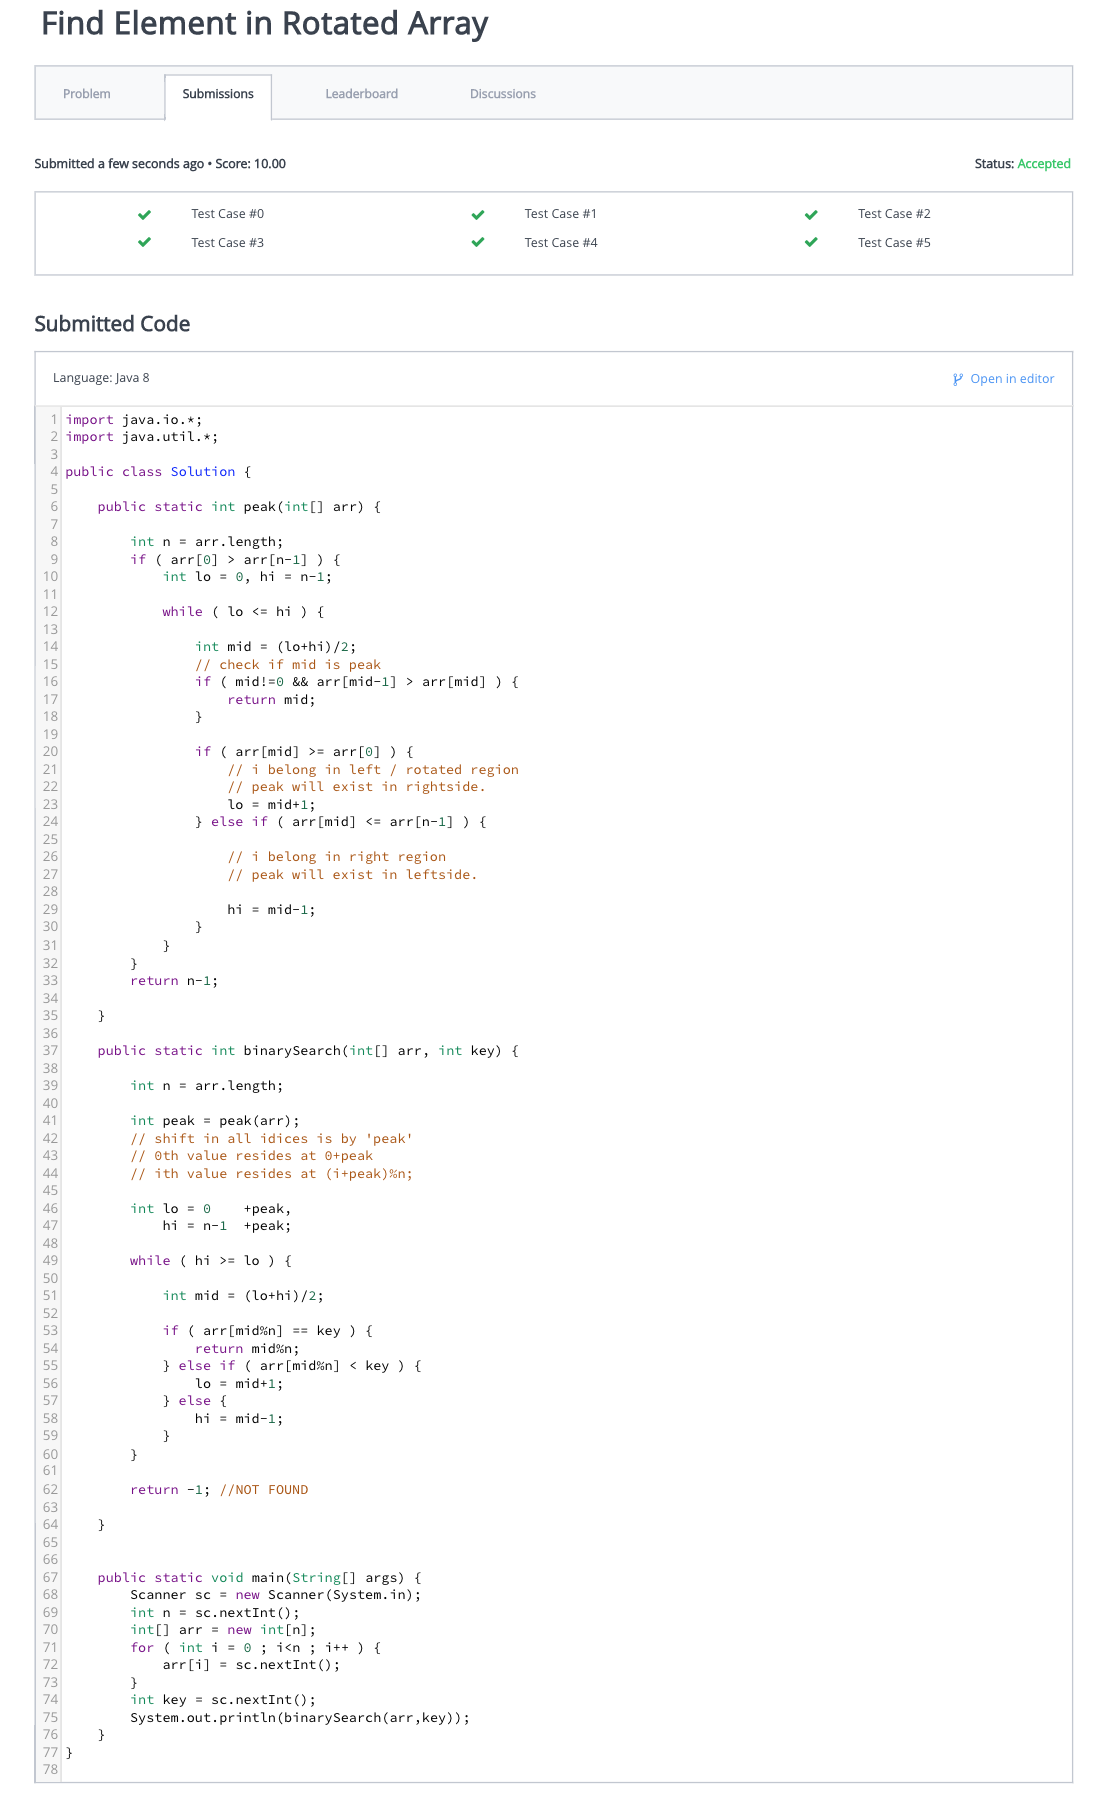 Find Element in Rotated Array
Problem Submissions Leaderboard Discussions
Submitted a few seconds ago • Score: 10.00 Status: Accepted
Test Case #0 Test Case #1 Test Case #2
Test Case #3 Test Case #4 Test Case #5
Submitted Code
Language: Java 8 Open in editor
1 import java.io.*;
2 import java.util.*;
3
4 public class Solution {
5
6     public static int peak(int[] arr) {
7
8         int n = arr.length;
9         if ( arr[0] > arr[n-1] ) {
10             int lo = 0, hi = n-1;
11
12             while ( lo <= hi ) {
13
14                 int mid = (lo+hi)/2;
15                 // check if mid is peak
16                 if ( mid!=0 && arr[mid-1] > arr[mid] ) {
17                     return mid;
18                 }
19
20                 if ( arr[mid] >= arr[0] ) {
21                     // i belong in left / rotated region
22                     // peak will exist in rightside.
23                     lo = mid+1;
24                 } else if ( arr[mid] <= arr[n-1] ) {
25
26                     // i belong in right region
27                     // peak will exist in leftside.
28
29                     hi = mid-1;
30                 }
31             }
32         }
33         return n-1;
34
35     }
36
37     public static int binarySearch(int[] arr, int key) {
38
39         int n = arr.length;
40
41         int peak = peak(arr);
42         // shift in all idices is by 'peak'
43         // 0th value resides at 0+peak
44         // ith value resides at (i+peak)%n;
45
46         int lo = 0    +peak,
47             hi = n-1  +peak;
48
49         while ( hi >= lo ) {
50
51             int mid = (lo+hi)/2;
52
53             if ( arr[mid%n] == key ) {
54                 return mid%n;
55             } else if ( arr[mid%n] < key ) {
56                 lo = mid+1;
57             } else {
58                 hi = mid-1;
59             }
60         }
61
62         return -1; //NOT FOUND
63
64     }
65
66
67     public static void main(String[] args) {
68         Scanner sc = new Scanner(System.in);
69         int n = sc.nextInt();
70         int[] arr = new int[n];
71         for ( int i = 0 ; i<n ; i++ ) {
72             arr[i] = sc.nextInt();
73         }
74         int key = sc.nextInt();
75         System.out.println(binarySearch(arr,key));
76     }
77 }
78